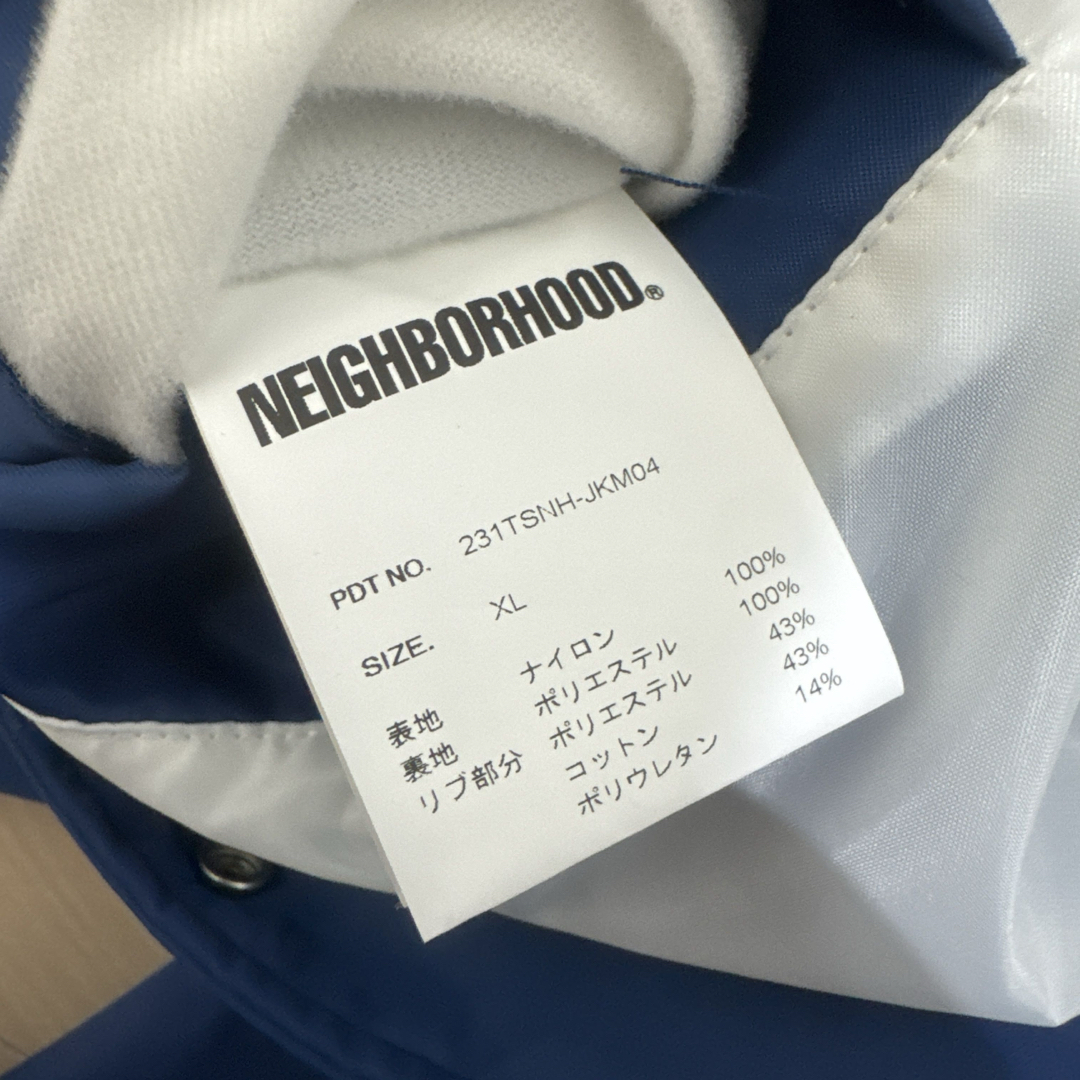 NEIGHBORHOOD®
PDT NO. 231TSNH-JKM04
SIZE. XL
表地 ナイロン 100%
裏地 ポリエステル 100%
リブ部分 ポリエステル 43%
コットン 43%
ポリウレタン 14%